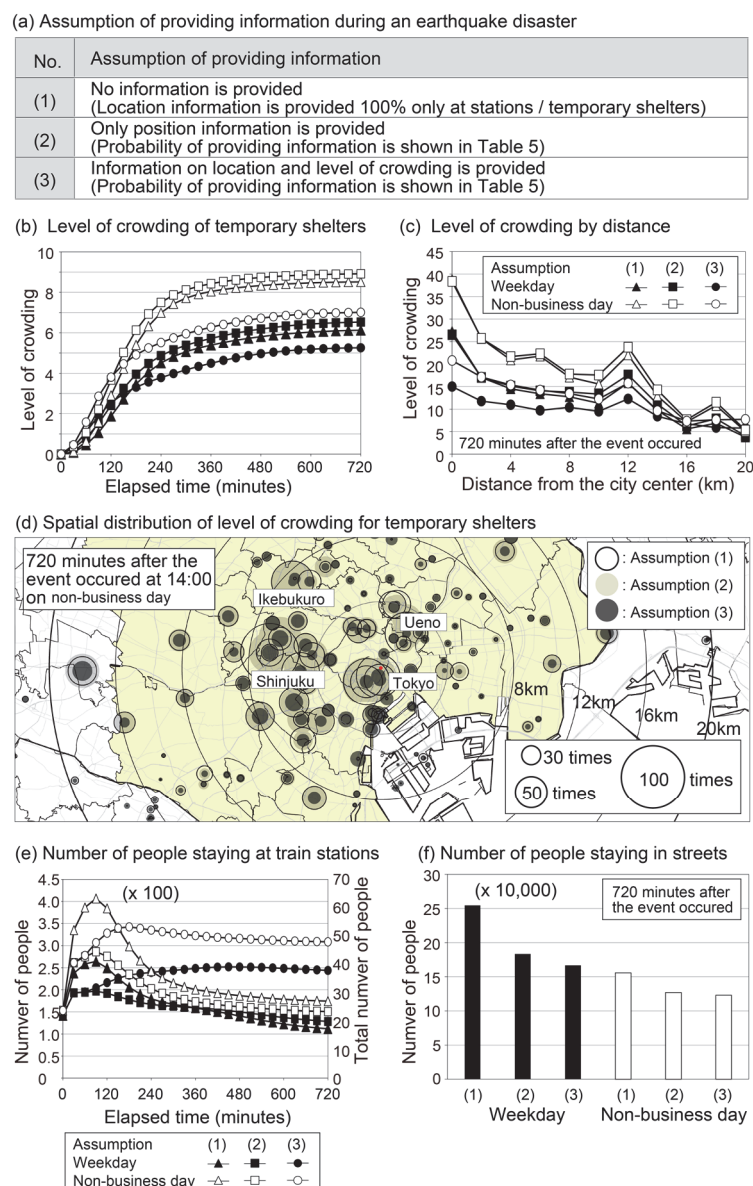 (a) Assumption of providing information during an earthquake disaster
No. Assumption of providing information
(1) No information is provided
(Location information is provided 100% only at stations / temporary shelters)
(2) Only position information is provided
(Probability of providing information is shown in Table 5)
(3) Information on location and level of crowding is provided
(Probability of providing information is shown in Table 5)
(b) Level of crowding of temporary shelters
10
8
6
4
2
0
Level of crowding
0 120 240 360 480 600 720
Elapsed time (minutes)
(c) Level of crowding by distance
45
40
35
30
25
20
15
10
5
0
Level of crowding
Assumption (1) (2) (3)
Weekday
Non-business day
720 minutes after the event occured
0 4 8 12 16 20
Distance from the city center (km)
(d) Spatial distribution of level of crowding for temporary shelters
720 minutes after the
event occured at 14:00
on non-business day
: Assumption (1)
: Assumption (2)
: Assumption (3)
Ikebukuro
Ueno
Shinjuku
Tokyo
8km
12km
16km
20km
30 times
50 times
100 times
(e) Number of people staying at train stations
4.5
4.0
3.5
3.0
2.5
2.0
1.5
1.0
0.5
0
Numver of people
(x 100)
70
60
50
40
30
20
10
0
Total numver of people
0 120 240 360 480 600 720
Elapsed time (minutes)
Assumption (1) (2) (3)
Weekday
Non-business day
(f) Number of people staying in streets
30
25
20
15
10
5
0
Numver of people
(x 10,000)
720 minutes after
the event occured
(1) (2) (3) (1) (2) (3)
Weekday Non-business day